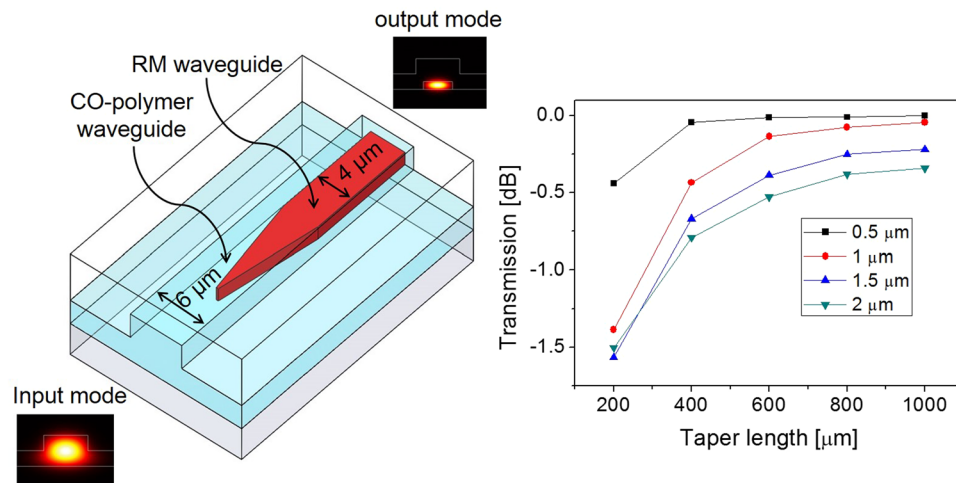 output mode
RM waveguide
CO-polymer
waveguide
4 μm
6 μm
Input mode
Transmission [dB]
0.0
-0.5
-1.0
-1.5
0.5 μm
1 μm
1.5 μm
2 μm
200 400 600 800 1000
Taper length [μm]